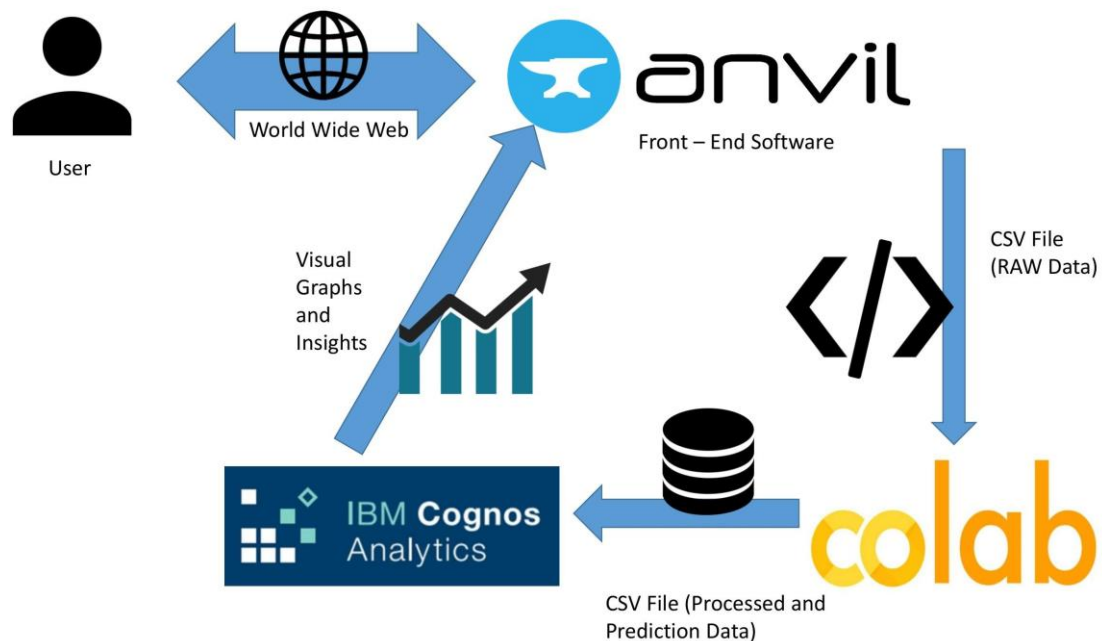 anvil
World Wide Web
Front – End Software
User
CSV File
(RAW Data)
Visual
Graphs
and
Insights
</>
IBM Cognos
Analytics
colab
CSV File (Processed and
Prediction Data)